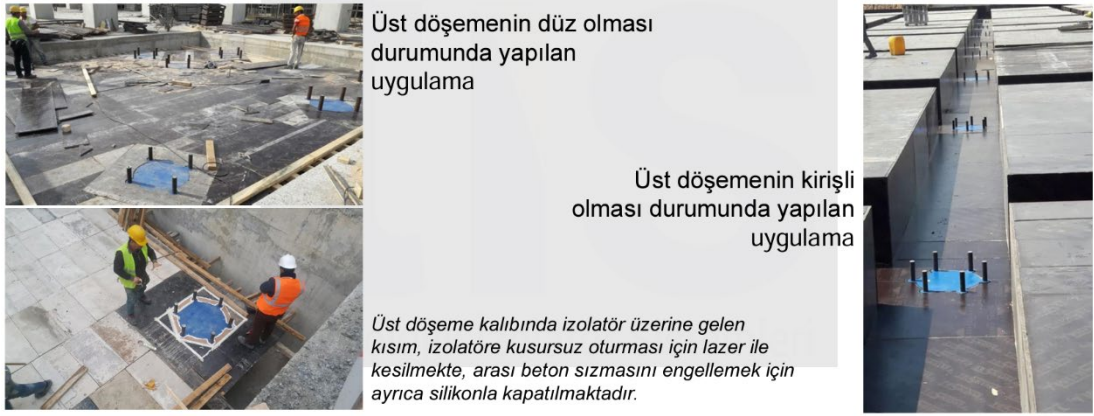 Üst döşemenin düz olması
durumunda yapılan
uygulama
Üst döşemenin kirişli
olması durumunda yapılan
uygulama
Üst döşeme kalıbında izolatör üzerine gelen
kısım, izolatöre kusursuz oturması için lazer ile
kesilmekte, arası beton sızmasını engellemek için
ayrıca silikonla kapatılmaktadır.